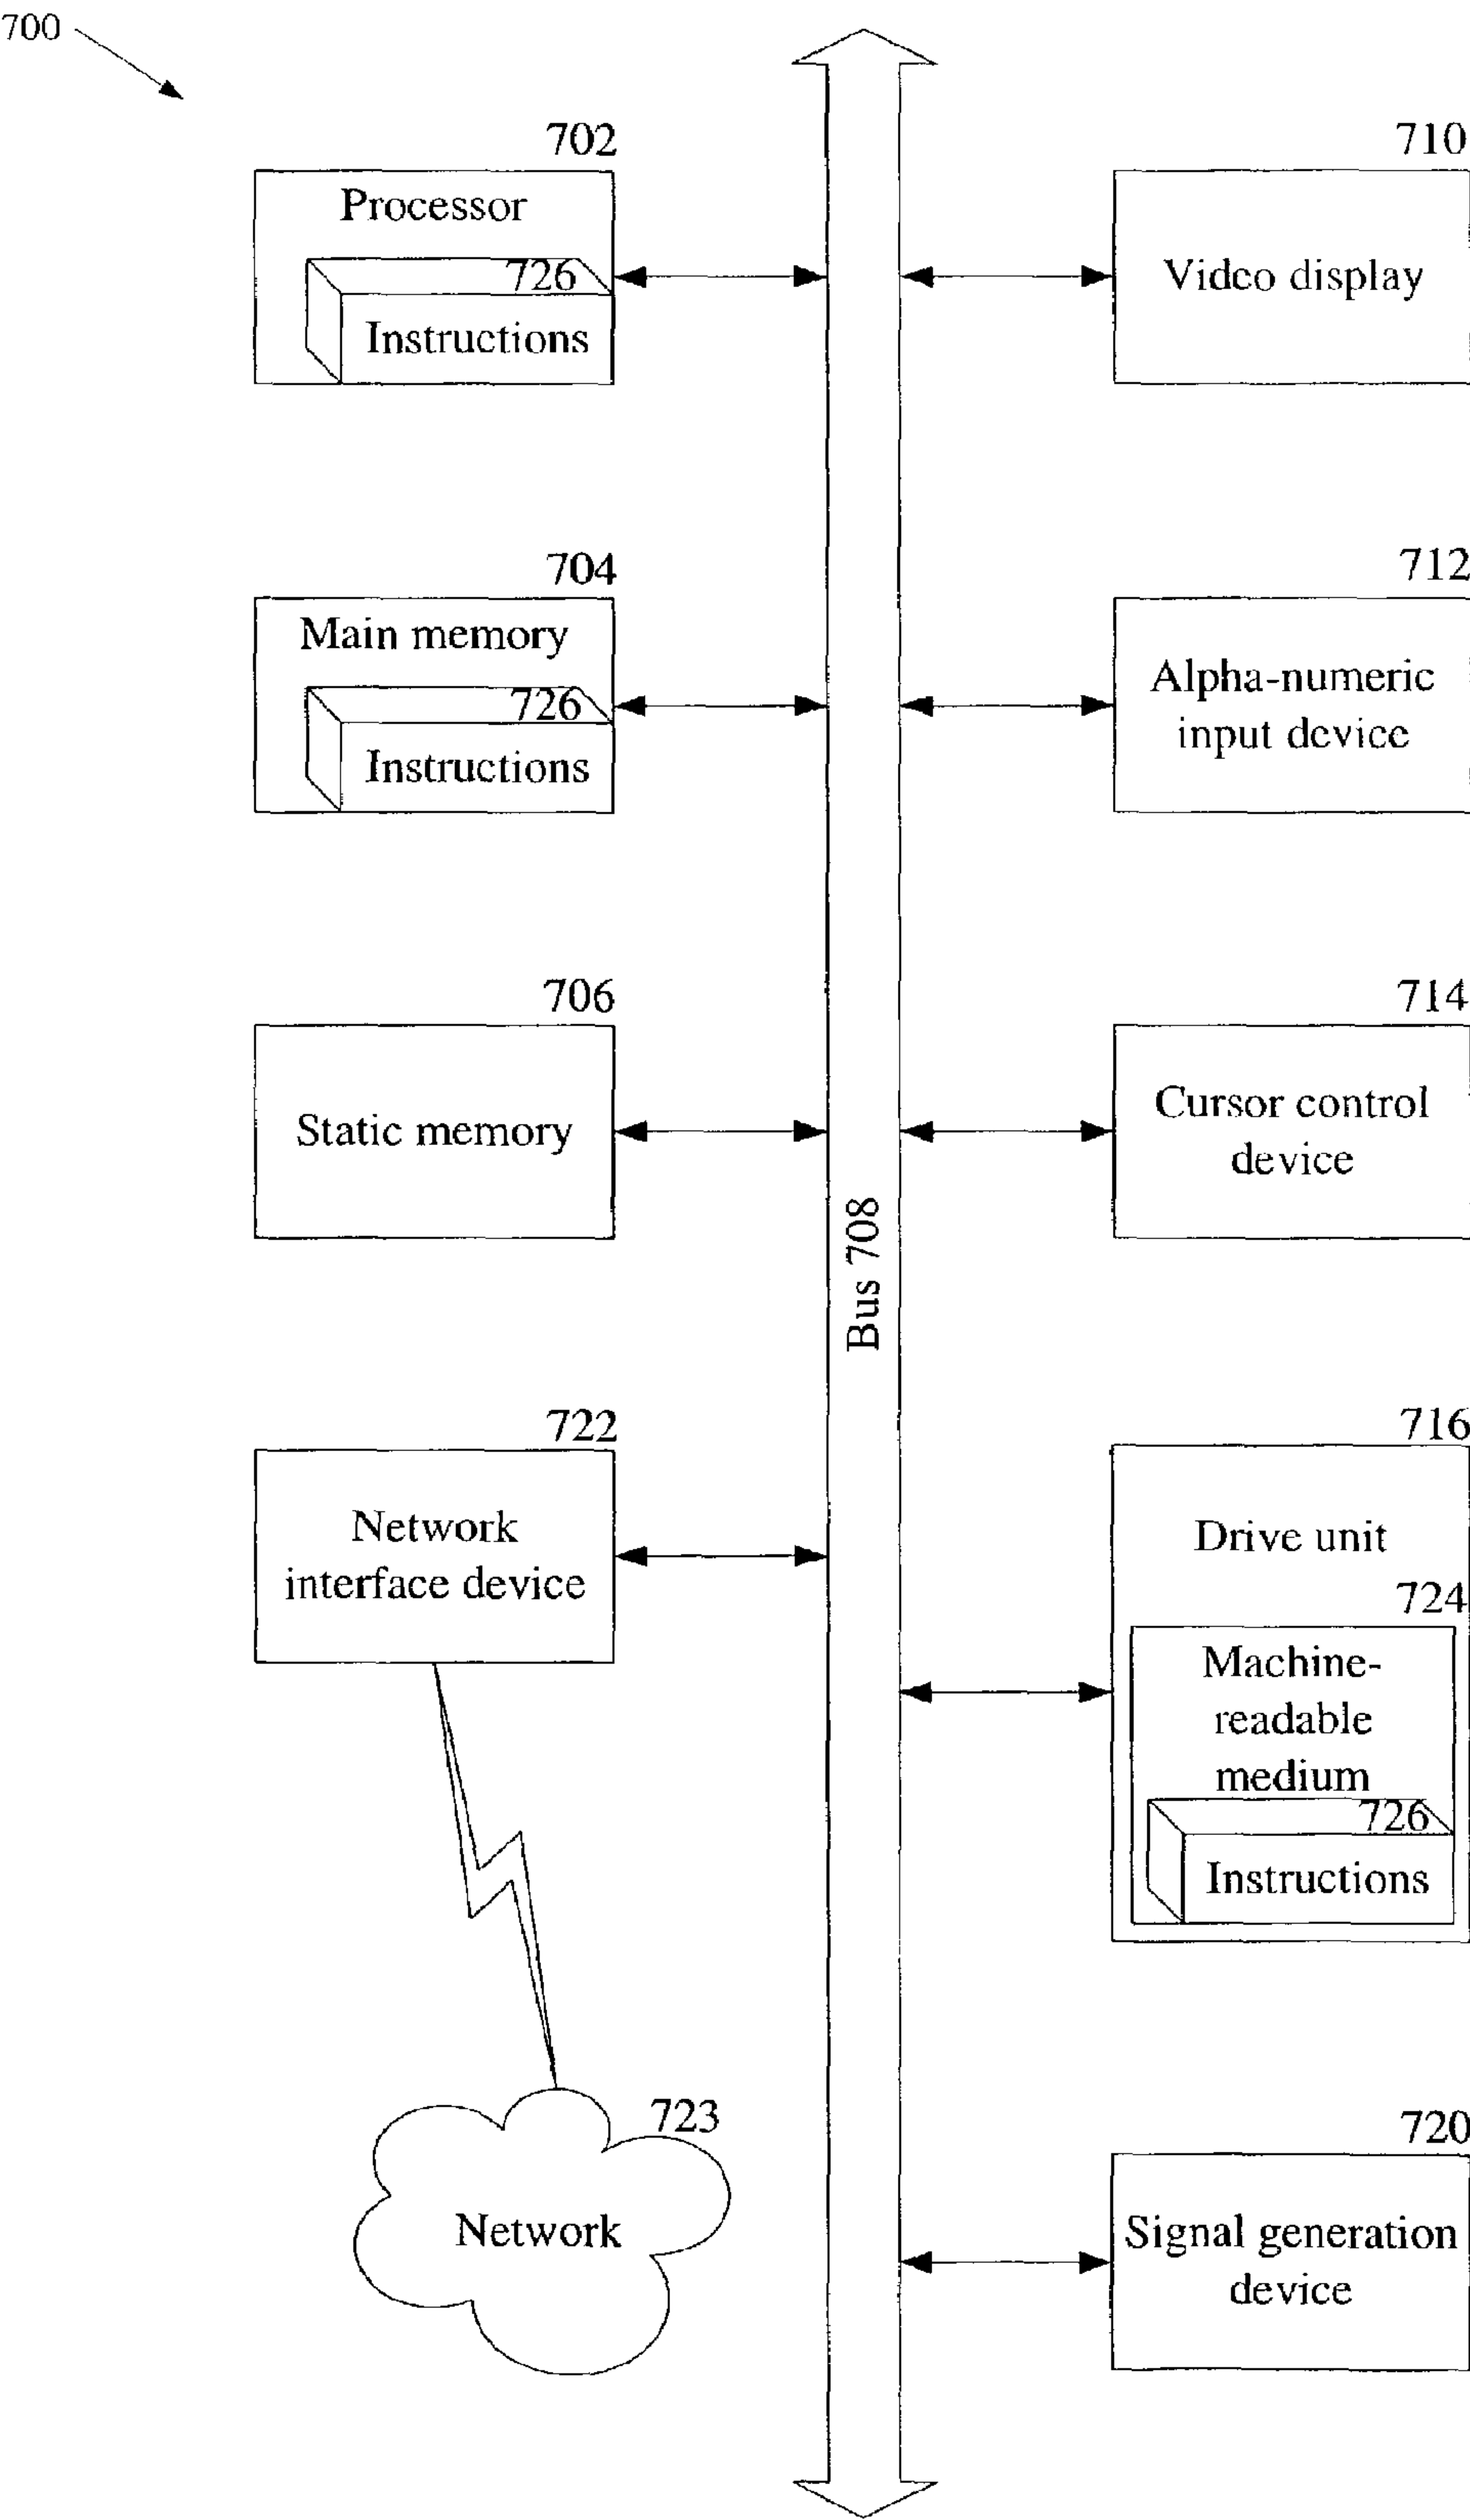 700
702
Processor
726
Instructions
704
Main memory
726
Instructions
706
Static memory
722
Network
interface device
723
Network
Bus 708
710
Video display
712
Alpha-numeric
input device
714
Cursor control
device
716
Drive unit
724
Machine-
readable
medium
726
Instructions
720
Signal generation
device